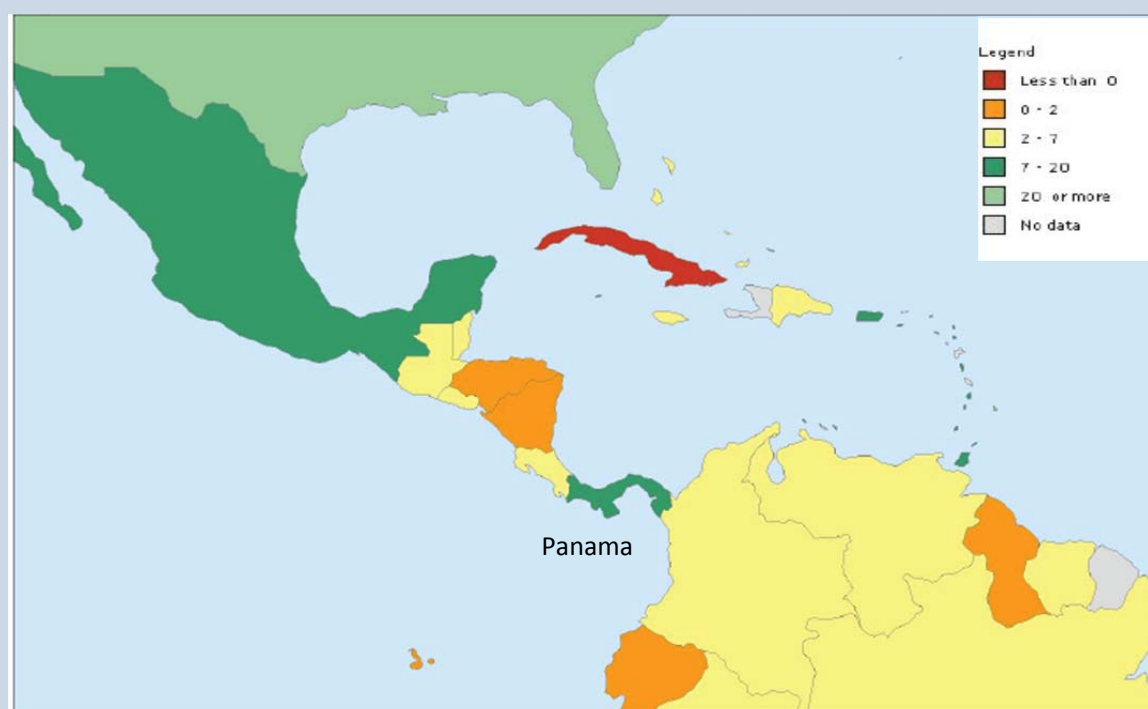 Legend
Less than 0
0 - 2
2 - 7
7 - 20
20 or more
No data
Panama